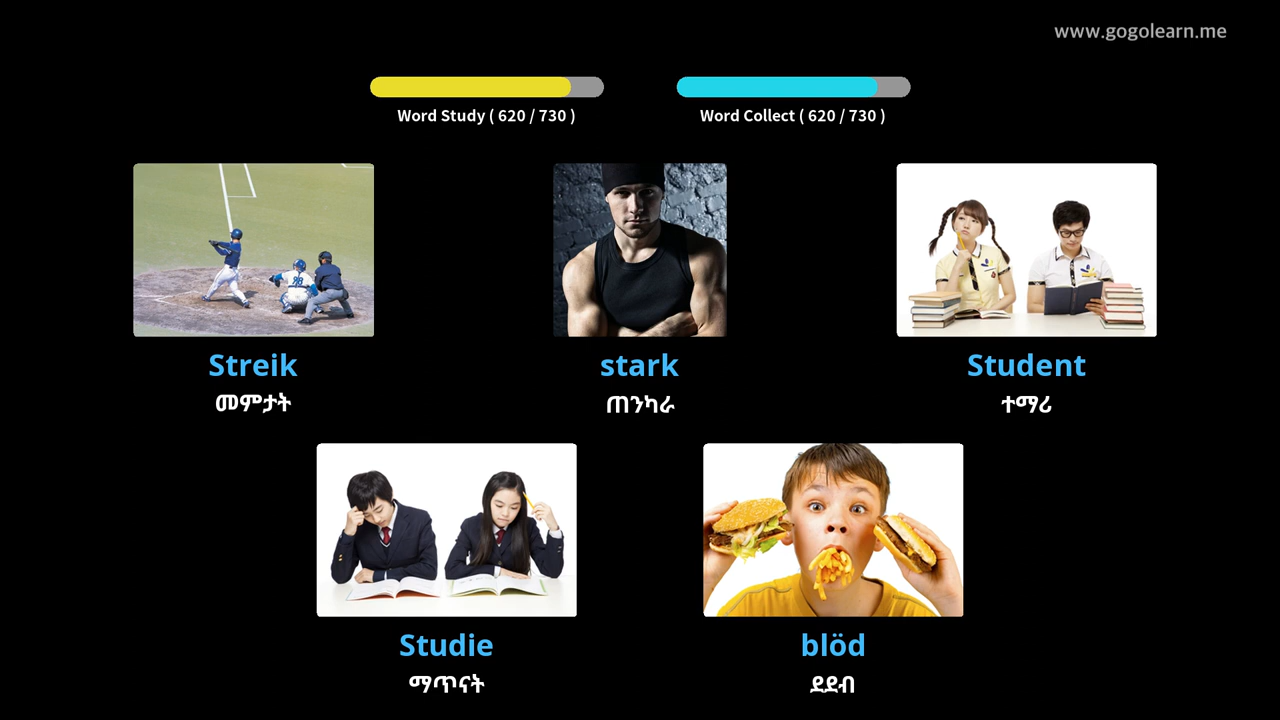 www.gogolearn.me
Word Study ( 620 / 730 )
Word Collect ( 620 / 730 )
Streik
መምታት
stark
ጠንካራ
Student
ተማሪ
Studie
ማጥናት
blöd
ደደብ